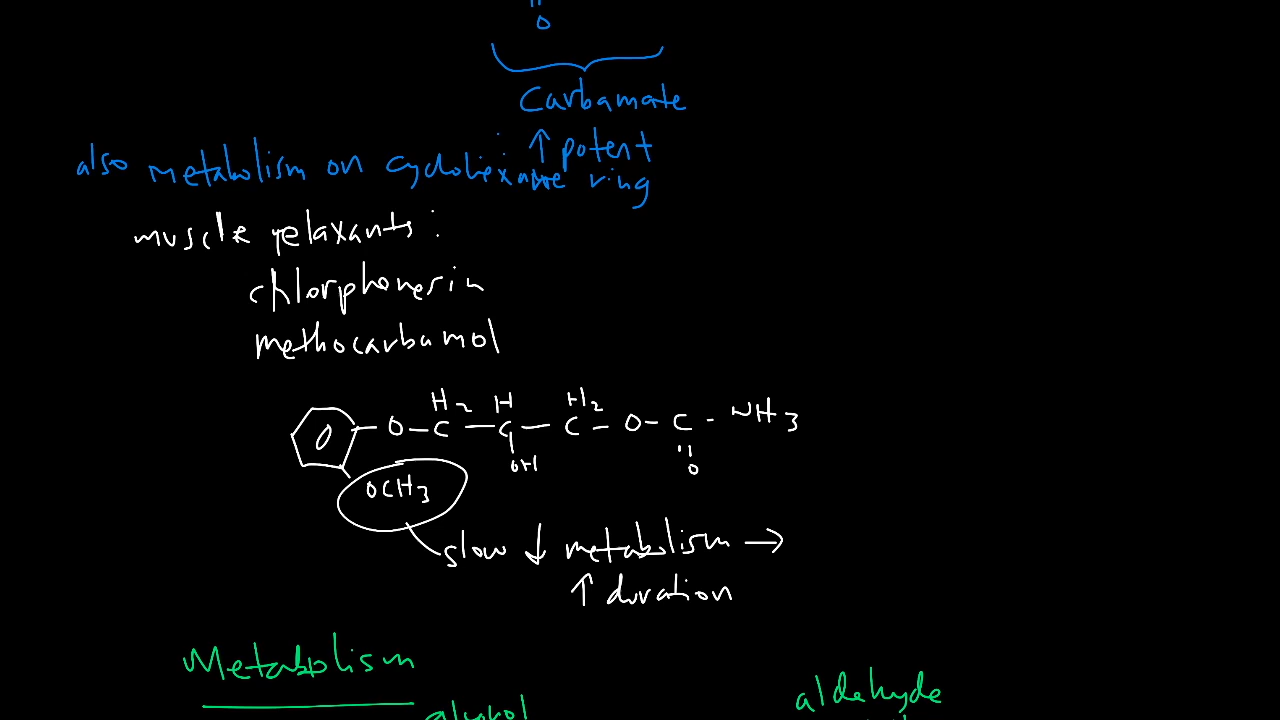 O
Carbamate
↑ potent
also metabolism on cyclohexane ring
muscle relaxants:
chlorphenesin
methocarbamol
H2 H H2
O-C-C-C-O-C-NH3
OH O
OCH3
slow ↓ metabolism →
↑ duration
Metabolism
alcohol
aldehyde